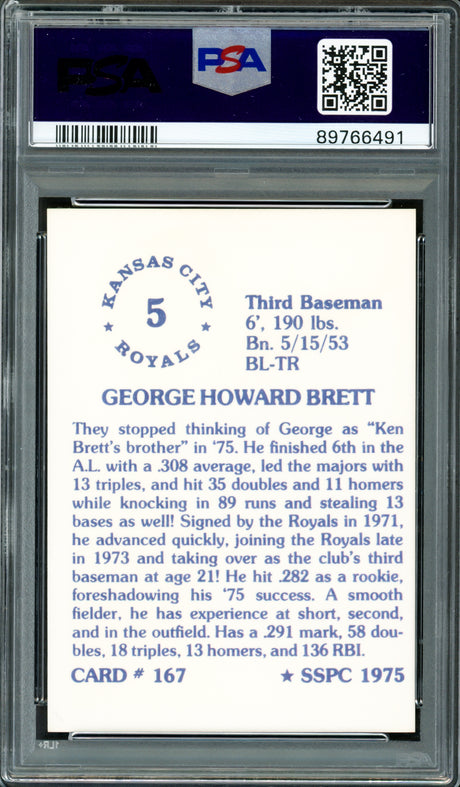 PSA
PSA
89766491
KANSAS CITY
5
ROYALS
Third Baseman
6', 190 lbs.
Bn. 5/15/53
BL-TR
GEORGE HOWARD BRETT
They stopped thinking of George as "Ken
Brett's brother" in '75. He finished 6th in the
A.L. with a .308 average, led the majors with
13 triples, and hit 35 doubles and 11 homers
while knocking in 89 runs and stealing 13
bases as well! Signed by the Royals in 1971,
he advanced quickly, joining the Royals late
in 1973 and taking over as the club's third
baseman at age 21! He hit .282 as a rookie,
foreshadowing his '75 success. A smooth
fielder, he has experience at short, second,
and in the outfield. Has a .291 mark, 58 dou-
bles, 18 triples, 13 homers, and 136 RBI.
CARD # 167 ★ SSPC 1975